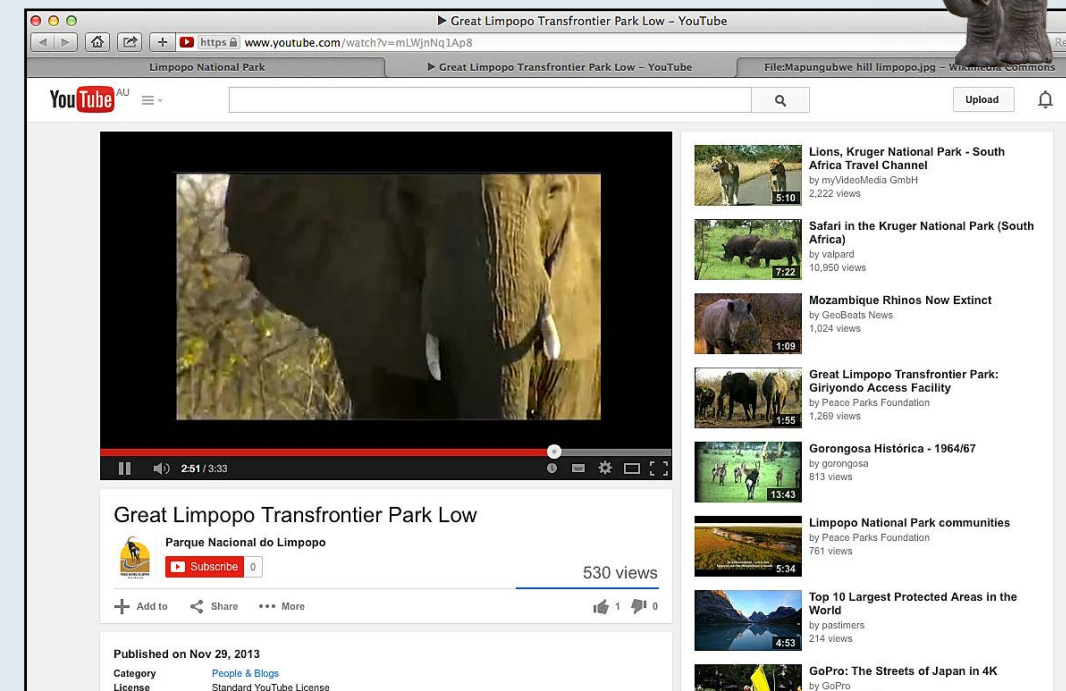 Great Limpopo Transfrontier Park Low – YouTube
https www.youtube.com/watch?v=mLWjnNq1Ap8
Limpopo National Park
Great Limpopo Transfrontier Park Low – YouTube
File:Mapungubwe hill limpopo.jpg – Wikimedia Commons
YouTube AU
Upload
Lions, Kruger National Park - South
Africa Travel Channel
by myVideoMedia GmbH
2,222 views
5:10
Safari in the Kruger National Park (South
Africa)
by valpard
10,950 views
7:22
Mozambique Rhinos Now Extinct
by GeoBeats News
1,024 views
1:09
Great Limpopo Transfrontier Park:
Giriyondo Access Facility
by Peace Parks Foundation
1,269 views
1:55
Gorongosa Histórica - 1964/67
by gorongosa
813 views
13:43
Limpopo National Park communities
by Peace Parks Foundation
761 views
5:34
Top 10 Largest Protected Areas in the
World
by pastimers
214 views
4:53
GoPro: The Streets of Japan in 4K
by GoPro
2:51 / 3:33
Great Limpopo Transfrontier Park Low
Parque Nacional do Limpopo
Subscribe 0
530 views
Add to Share More
1 0
Published on Nov 29, 2013
Category People & Blogs
License Standard YouTube License